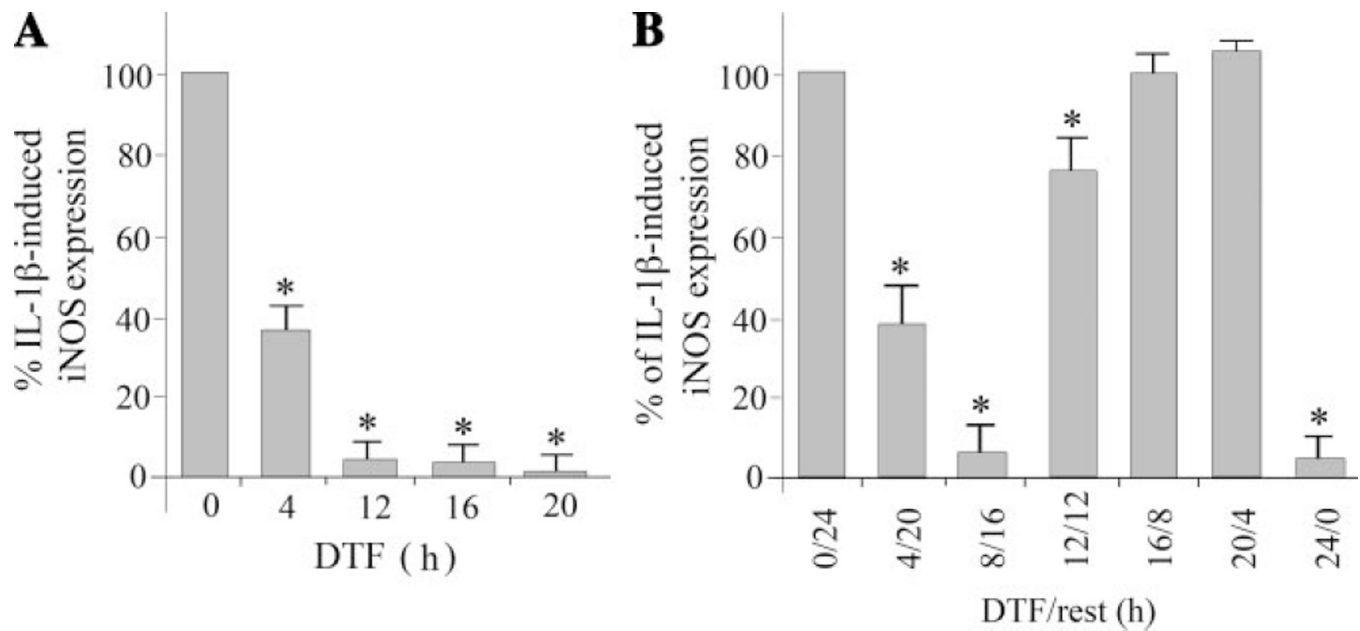 A
% IL-1β-induced
iNOS expression
100
80
60
40
20
0
*
*
*
*
0 4 12 16 20
DTF ( h )
B
% of IL-1β-induced
iNOS expression
100
80
60
40
20
0
*
*
*
*
0/24 4/20 8/16 12/12 16/8 20/4 24/0
DTF/rest (h)